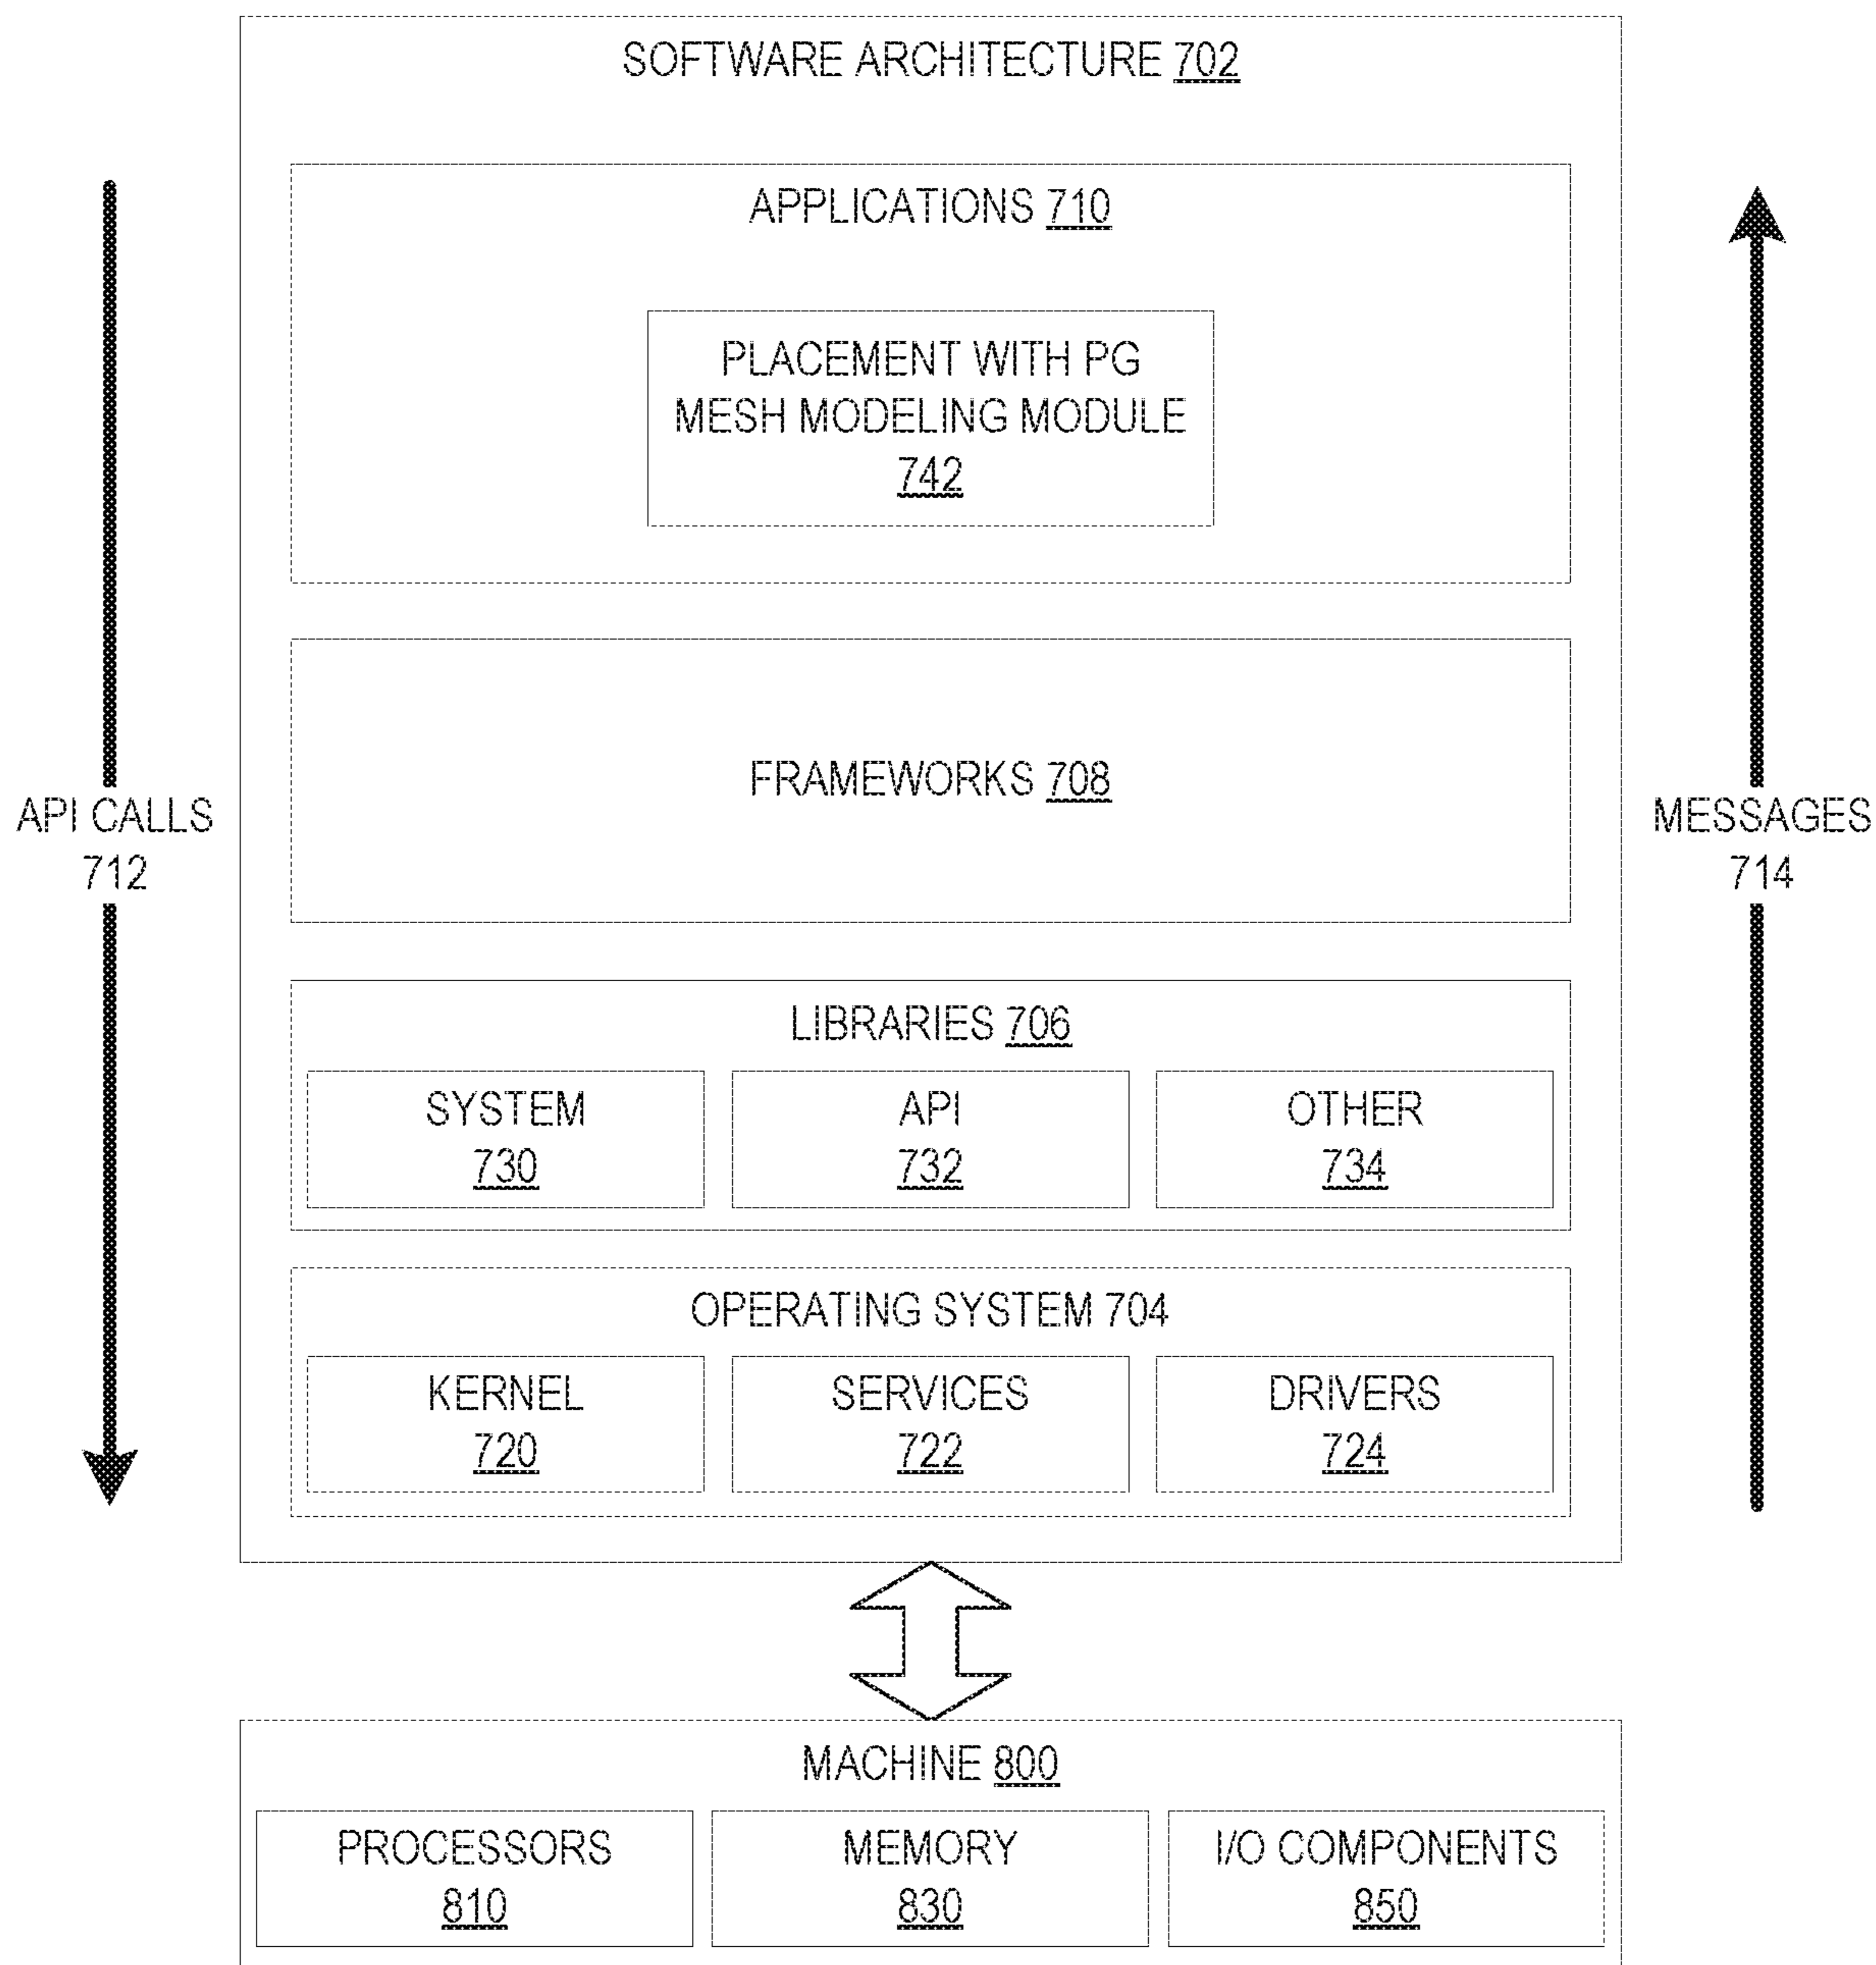 SOFTWARE ARCHITECTURE 702
APPLICATIONS 710
PLACEMENT WITH PG
MESH MODELING MODULE
742
FRAMEWORKS 708
API CALLS
712
MESSAGES
714
LIBRARIES 706
SYSTEM
730
API
732
OTHER
734
OPERATING SYSTEM 704
KERNEL
720
SERVICES
722
DRIVERS
724
MACHINE 800
PROCESSORS
810
MEMORY
830
I/O COMPONENTS
850